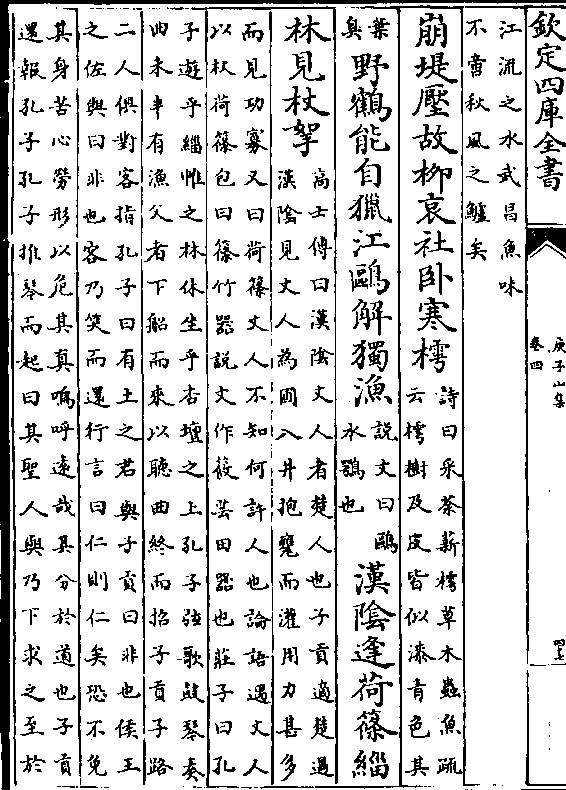 欽定四庫全書
庾子山集
卷四
四七
江流之水武昌魚味
不當秋風之鱸矣
崩堤壓故柳衰社卧寒樗
詩曰采荼薪樗草木蟲魚疏
云樗樹及皮皆似漆青色其
葉
臭
野鶴能自獵江鷗解獨漁
說文曰鷗
水鴞也
漢陰逢荷篠緇
林見杖挐
高士傳曰漢陰丈人者楚人也子貢適楚過
漢陰見丈人為圃入井抱甕而灌用力甚多
而見功寡又曰荷篠丈人不知何許人也論語遇丈人
以杖荷篠包曰篠竹器說文作莜芸田器也莊子曰孔
子遊乎緇帷之林休坐乎杏壇之上孔子弦歌鼓琴奏
曲未半有漁父者下船而來以聽曲終而招子貢子路
二人俱對客指孔子曰有土之君與子貢曰非也侯王
之佐與曰非也客乃笑而還行言曰仁則仁矣恐不免
其身苦心勞形以危其真嗚呼遠哉其分於道也子貢
還報孔子孔子推琴而起曰其聖人與乃下求之至於